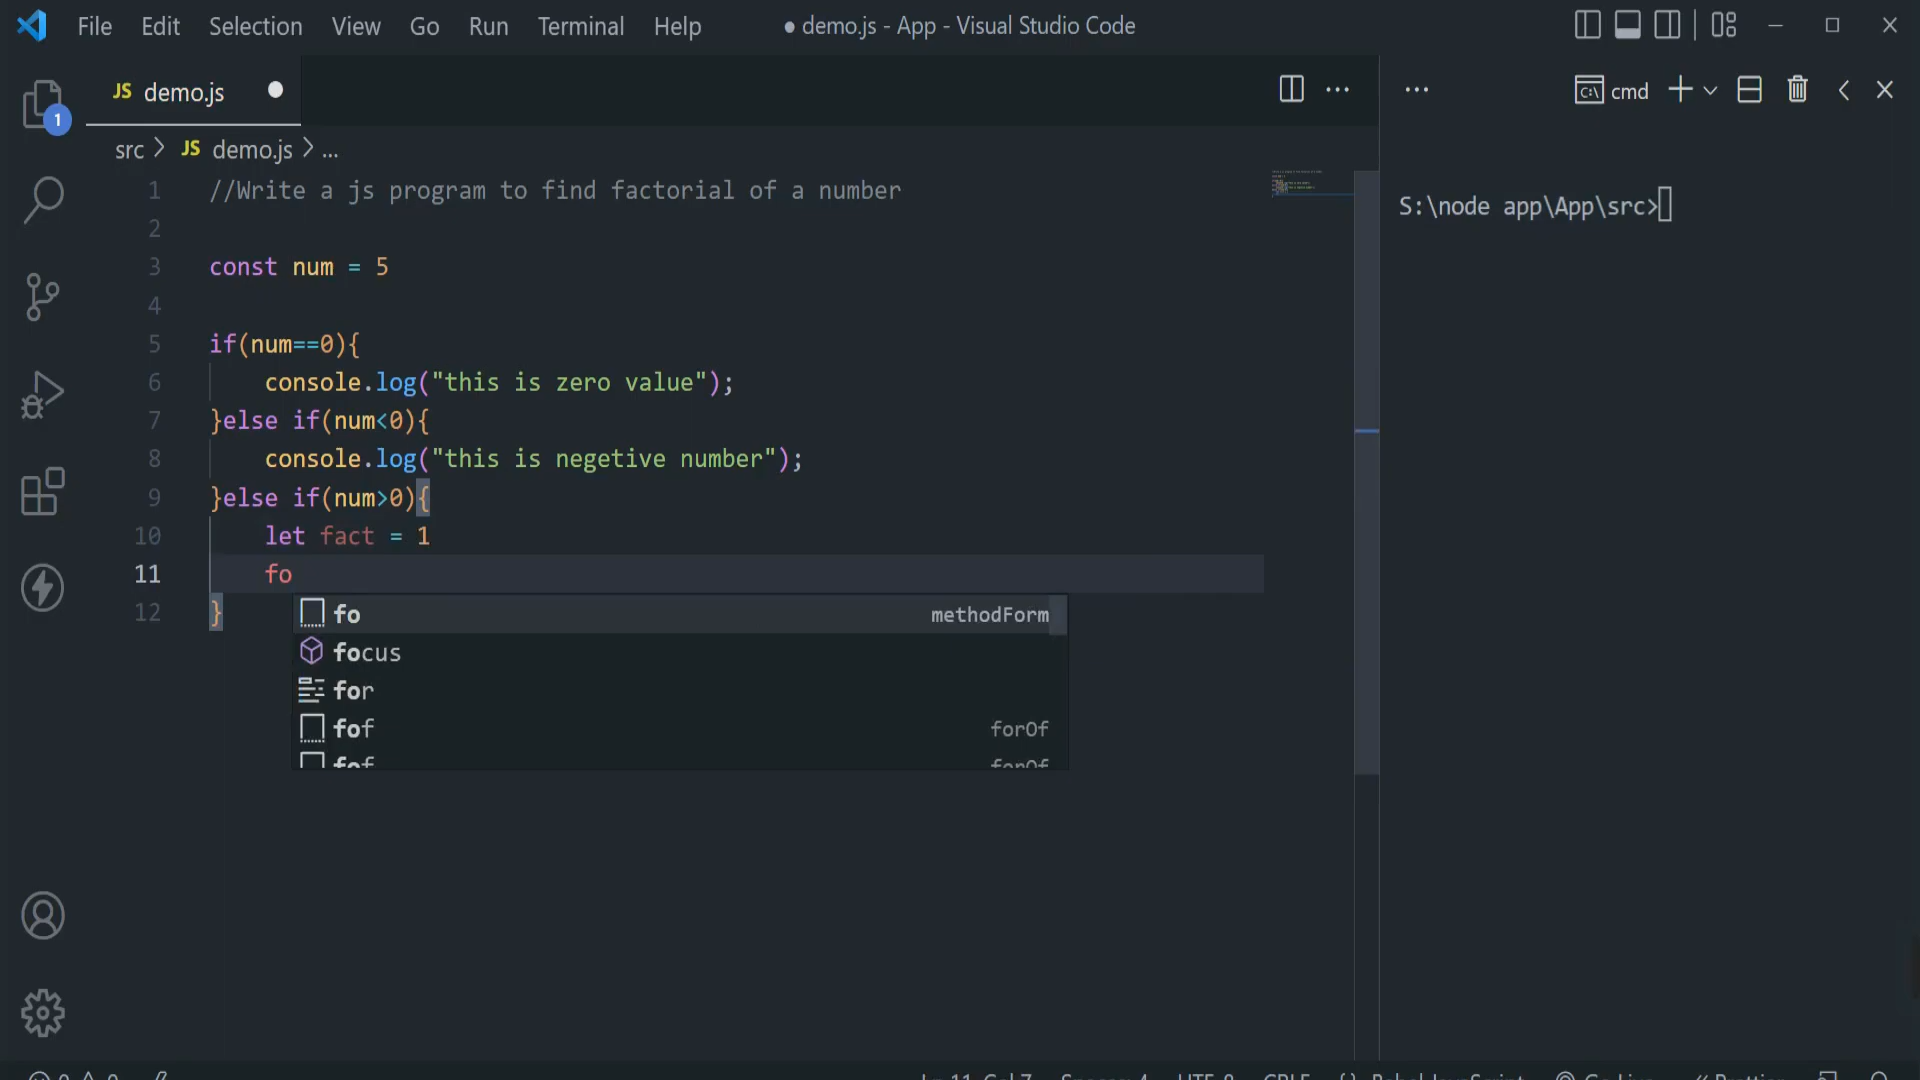 File Edit Selection View Go Run Terminal Help ● demo.js - App - Visual Studio Code
JS demo.js
cmd
1
src > JS demo.js > ...
1 //Write a js program to find factorial of a number
2
3 const num = 5
4
5 if(num==0){
6 console.log("this is zero value");
7 }else if(num<0){
8 console.log("this is negetive number");
9 }else if(num>0){
10 let fact = 1
11 fo
12 }
fo methodForm
focus
for
fof forOf
fof forOf
S:\node app\App\src>